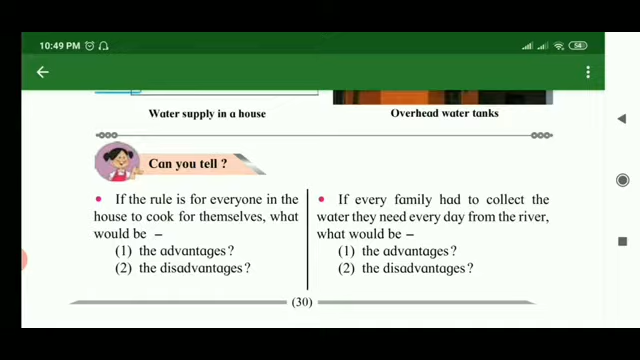 10:49 PM
54
Water supply in a house
Overhead water tanks
Can you tell ?
• If the rule is for everyone in the
house to cook for themselves, what
would be –
(1) the advantages?
(2) the disadvantages?
• If every family had to collect the
water they need every day from the river,
what would be –
(1) the advantages?
(2) the disadvantages?
(30)